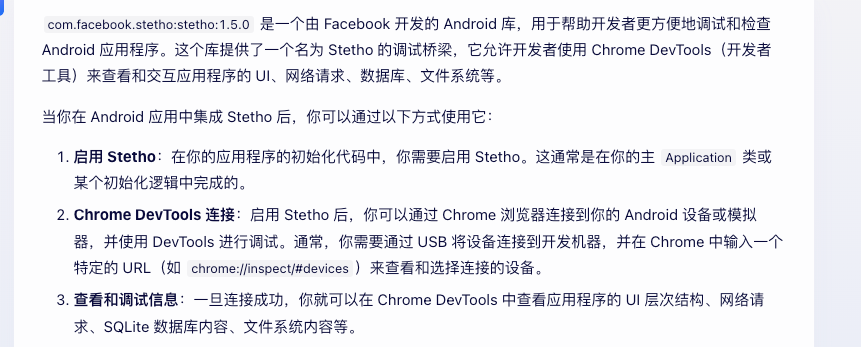 com.facebook.stetho:stetho:1.5.0 是一个由 Facebook 开发的 Android 库，用于帮助开发者更方便地调试和检查
Android 应用程序。这个库提供了一个名为 Stetho 的调试桥梁，它允许开发者使用 Chrome DevTools（开发者
工具）来查看和交互应用程序的 UI、网络请求、数据库、文件系统等。
当你在 Android 应用中集成 Stetho 后，你可以通过以下方式使用它：
1. 启用 Stetho：在你的应用程序的初始化代码中，你需要启用 Stetho。这通常是在你的主 Application 类或
某个初始化逻辑中完成的。
2. Chrome DevTools 连接：启用 Stetho 后，你可以通过 Chrome 浏览器连接到你的 Android 设备或模拟
器，并使用 DevTools 进行调试。通常，你需要通过 USB 将设备连接到开发机器，并在 Chrome 中输入一个
特定的 URL（如 chrome://inspect/#devices ）来查看和选择连接的设备。
3. 查看和调试信息：一旦连接成功，你就可以在 Chrome DevTools 中查看应用程序的 UI 层次结构、网络请
求、SQLite 数据库内容、文件系统内容等。